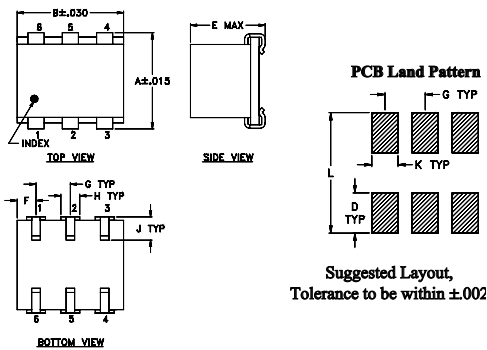 B±.030
6 5 4
A±.015
INDEX
1 2 3
TOP VIEW
E MAX
SIDE VIEW
PCB Land Pattern
G TYP
K TYP
L
D
TYP
Suggested Layout,
Tolerance to be within ±.002
G TYP
H TYP
F
1 2 3
J TYP
6 5 4
BOTTOM VIEW